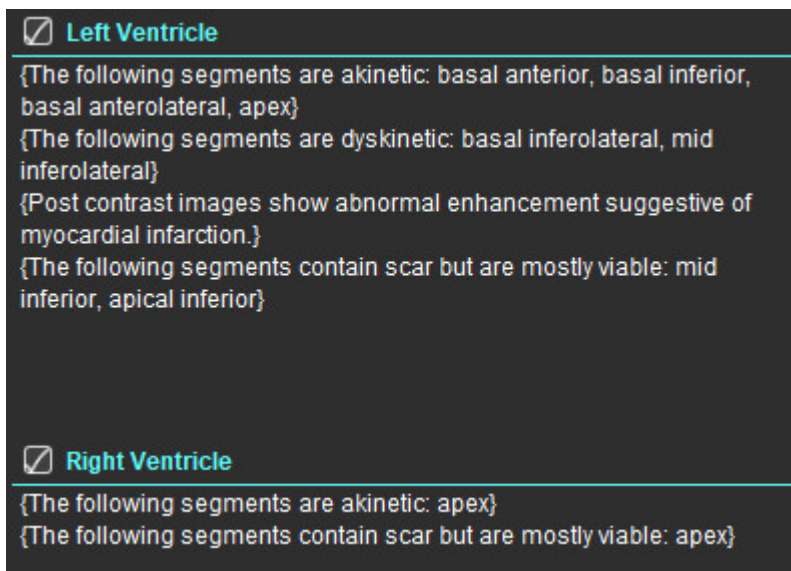 Left Ventricle
{The following segments are akinetic: basal anterior, basal inferior,
basal anterolateral, apex}
{The following segments are dyskinetic: basal inferolateral, mid
inferolateral}
{Post contrast images show abnormal enhancement suggestive of
myocardial infarction.}
{The following segments contain scar but are mostly viable: mid
inferior, apical inferior}
Right Ventricle
{The following segments are akinetic: apex}
{The following segments contain scar but are mostly viable: apex}